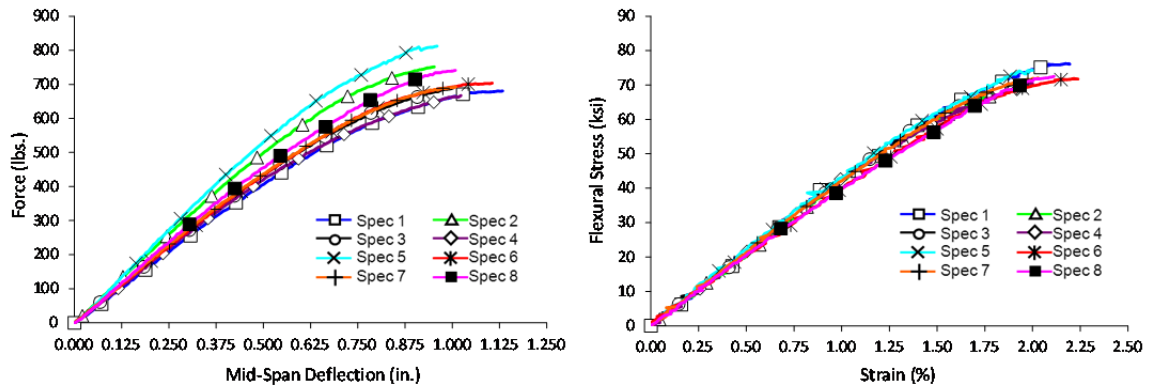 900
800
700
600
500
400
300
200
100
0
Force (lbs.)
0.000 0.125 0.250 0.375 0.500 0.625 0.750 0.875 1.000 1.125 1.250
Mid-Span Deflection (in.)
Spec 1 Spec 2
Spec 3 Spec 4
Spec 5 Spec 6
Spec 7 Spec 8
90
80
70
60
50
40
30
20
10
0
Flexural Stress (ksi)
0.00 0.25 0.50 0.75 1.00 1.25 1.50 1.75 2.00 2.25 2.50
Strain (%)
Spec 1 Spec 2
Spec 3 Spec 4
Spec 5 Spec 6
Spec 7 Spec 8